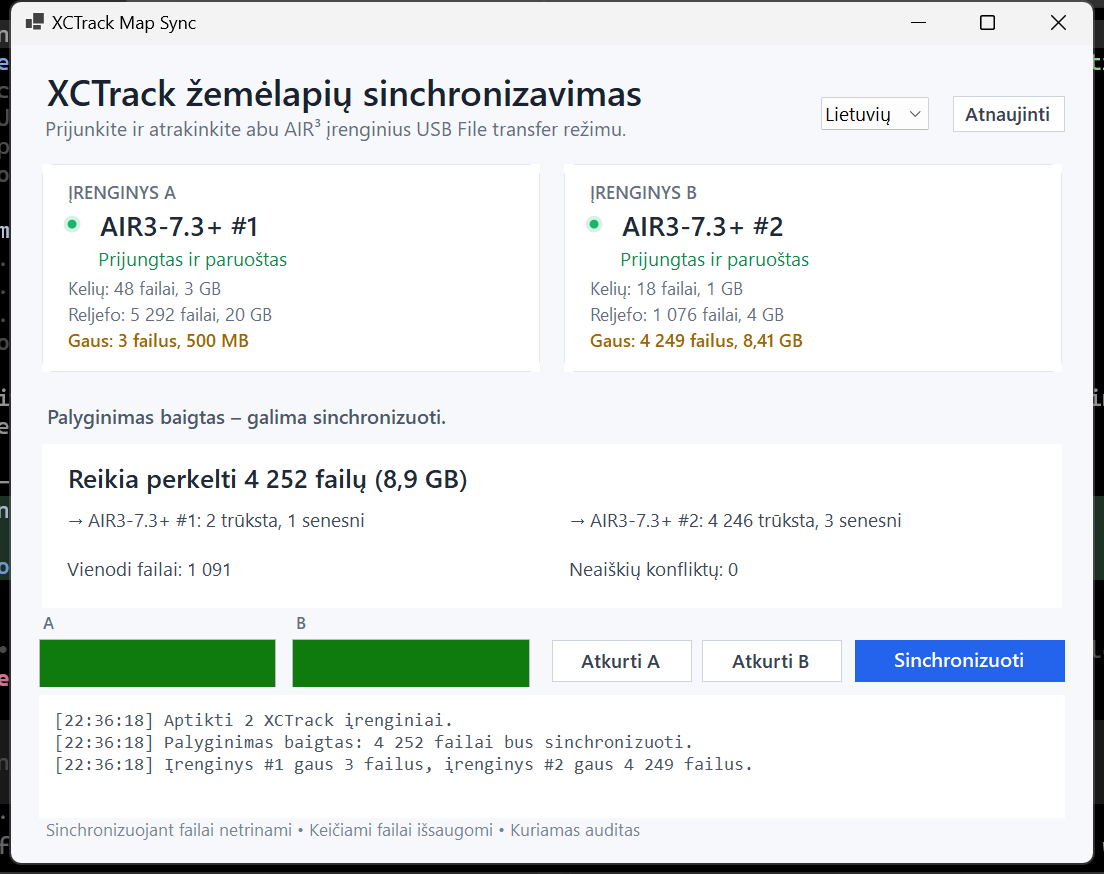 XCTrack Map Sync
XCTrack žemėlapių sinchronizavimas
Prijunkite ir atrakinkite abu AIR³ įrenginius USB File transfer režimu.
Lietuvių
Atnaujinti
ĮRENGINYS A
AIR3-7.3+ #1
Prijungtas ir paruoštas
Kelių: 48 failai, 3 GB
Reljefo: 5 292 failai, 20 GB
Gaus: 3 failus, 500 MB
ĮRENGINYS B
AIR3-7.3+ #2
Prijungtas ir paruoštas
Kelių: 18 failai, 1 GB
Reljefo: 1 076 failai, 4 GB
Gaus: 4 249 failus, 8,41 GB
Palyginimas baigtas – galima sinchronizuoti.
Reikia perkelti 4 252 failų (8,9 GB)
→ AIR3-7.3+ #1: 2 trūksta, 1 senesni
→ AIR3-7.3+ #2: 4 246 trūksta, 3 senesni
Vienodi failai: 1 091
Neaiškių konfliktų: 0
A
B
Atkurti A
Atkurti B
Sinchronizuoti
[22:36:18] Aptikti 2 XCTrack įrenginiai.
[22:36:18] Palyginimas baigtas: 4 252 failai bus sinchronizuoti.
[22:36:18] Įrenginys #1 gaus 3 failus, įrenginys #2 gaus 4 249 failus.
Sinchronizuojant failai netrinami • Keičiami failai išsaugomi • Kuriamas auditas